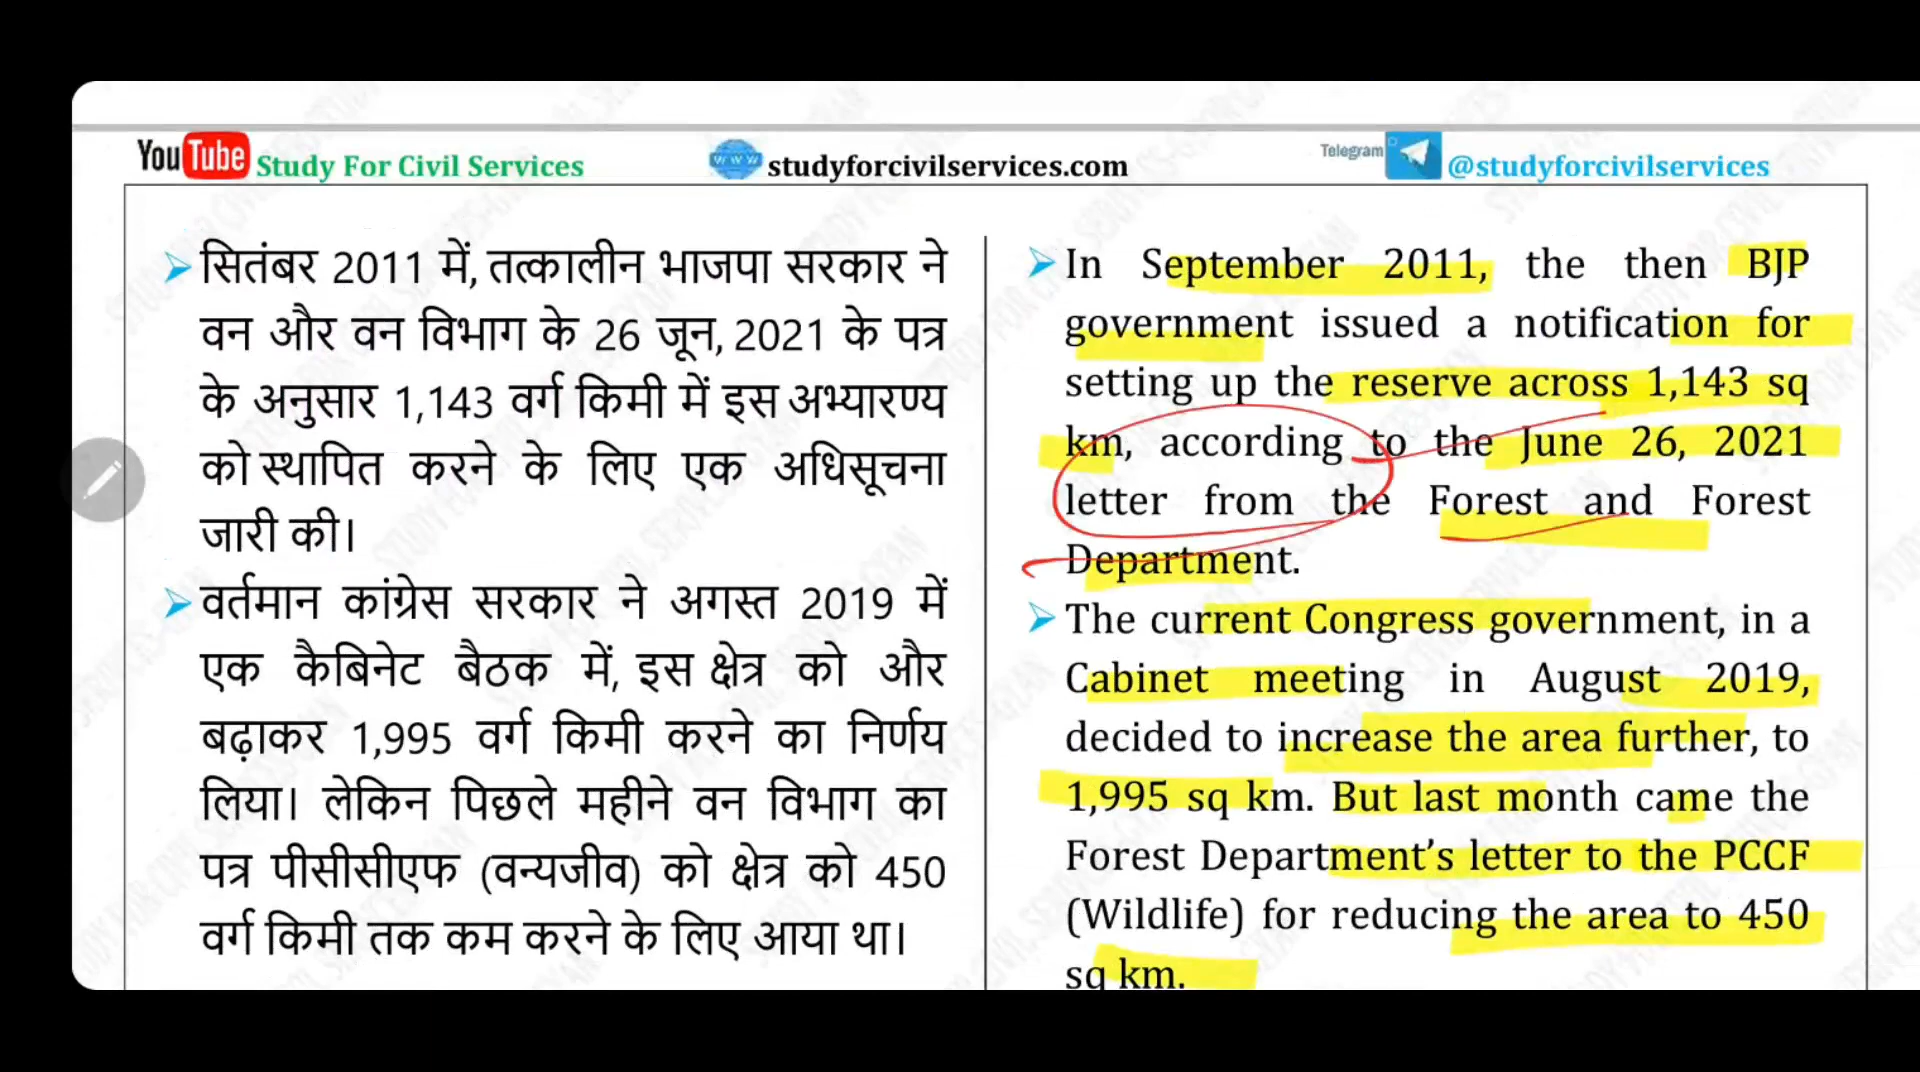 YouTube Study For Civil Services
www studyforcivilservices.com
Telegram @studyforcivilservices
सितंबर 2011 में, तत्कालीन भाजपा सरकार ने
वन और वन विभाग के 26 जून, 2021 के पत्र
के अनुसार 1,143 वर्ग किमी में इस अभ्यारण्य
को स्थापित करने के लिए एक अधिसूचना
जारी की।
वर्तमान कांग्रेस सरकार ने अगस्त 2019 में
एक कैबिनेट बैठक में, इस क्षेत्र को और
बढ़ाकर 1,995 वर्ग किमी करने का निर्णय
लिया। लेकिन पिछले महीने वन विभाग का
पत्र पीसीसीएफ (वन्यजीव) को क्षेत्र को 450
वर्ग किमी तक कम करने के लिए आया था।
In September 2011, the then BJP
government issued a notification for
setting up the reserve across 1,143 sq
km, according to the June 26, 2021
letter from the Forest and Forest
Department.
The current Congress government, in a
Cabinet meeting in August 2019,
decided to increase the area further, to
1,995 sq km. But last month came the
Forest Department’s letter to the PCCF
(Wildlife) for reducing the area to 450
sq km.